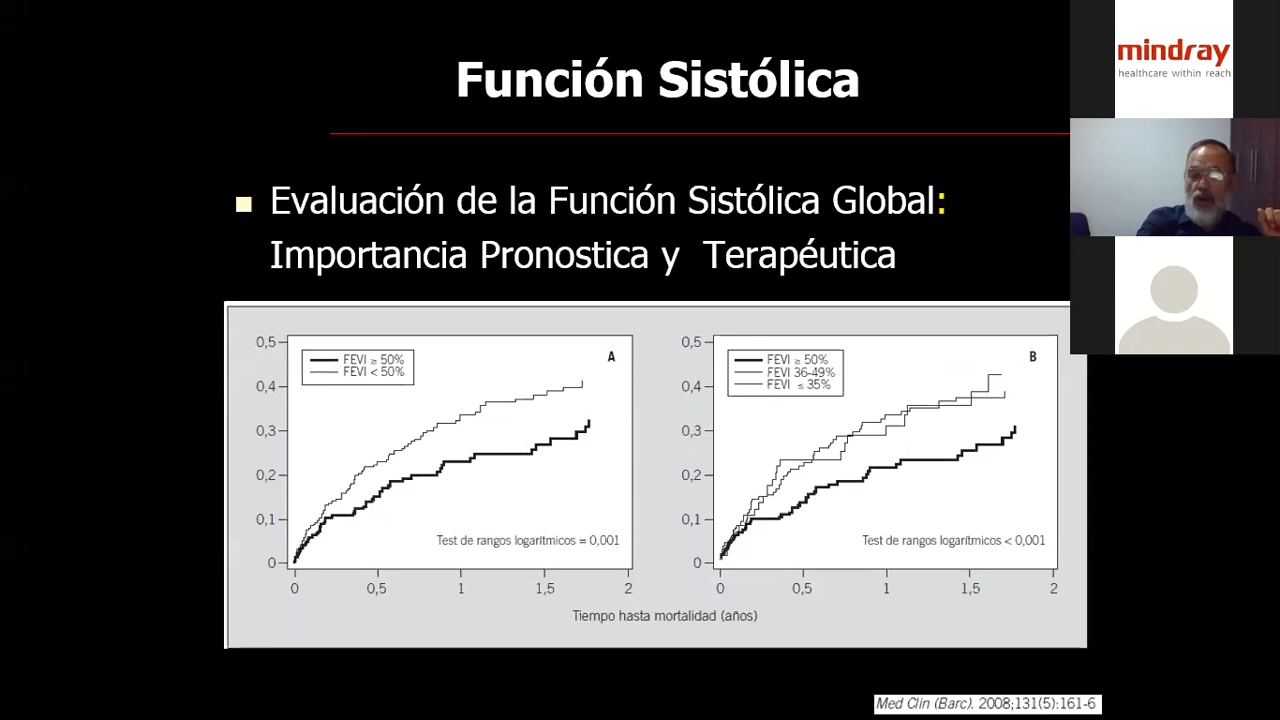 Función Sistólica
Evaluación de la Función Sistólica Global:
Importancia Pronostica y Terapéutica
0,5
0,4
0,3
0,2
0,1
0
FEVI ≥ 50%
FEVI < 50%
A
Test de rangos logarítmicos = 0,001
0
0,5
1
1,5
2
0,5
0,4
0,3
0,2
0,1
0
FEVI ≥ 50%
FEVI 36-49%
FEVI ≤ 35%
B
Test de rangos logarítmicos < 0,001
0
0,5
1
1,5
2
Tiempo hasta mortalidad (años)
Med Clin (Barc). 2008;131(5):161-6
mindray
healthcare within reach